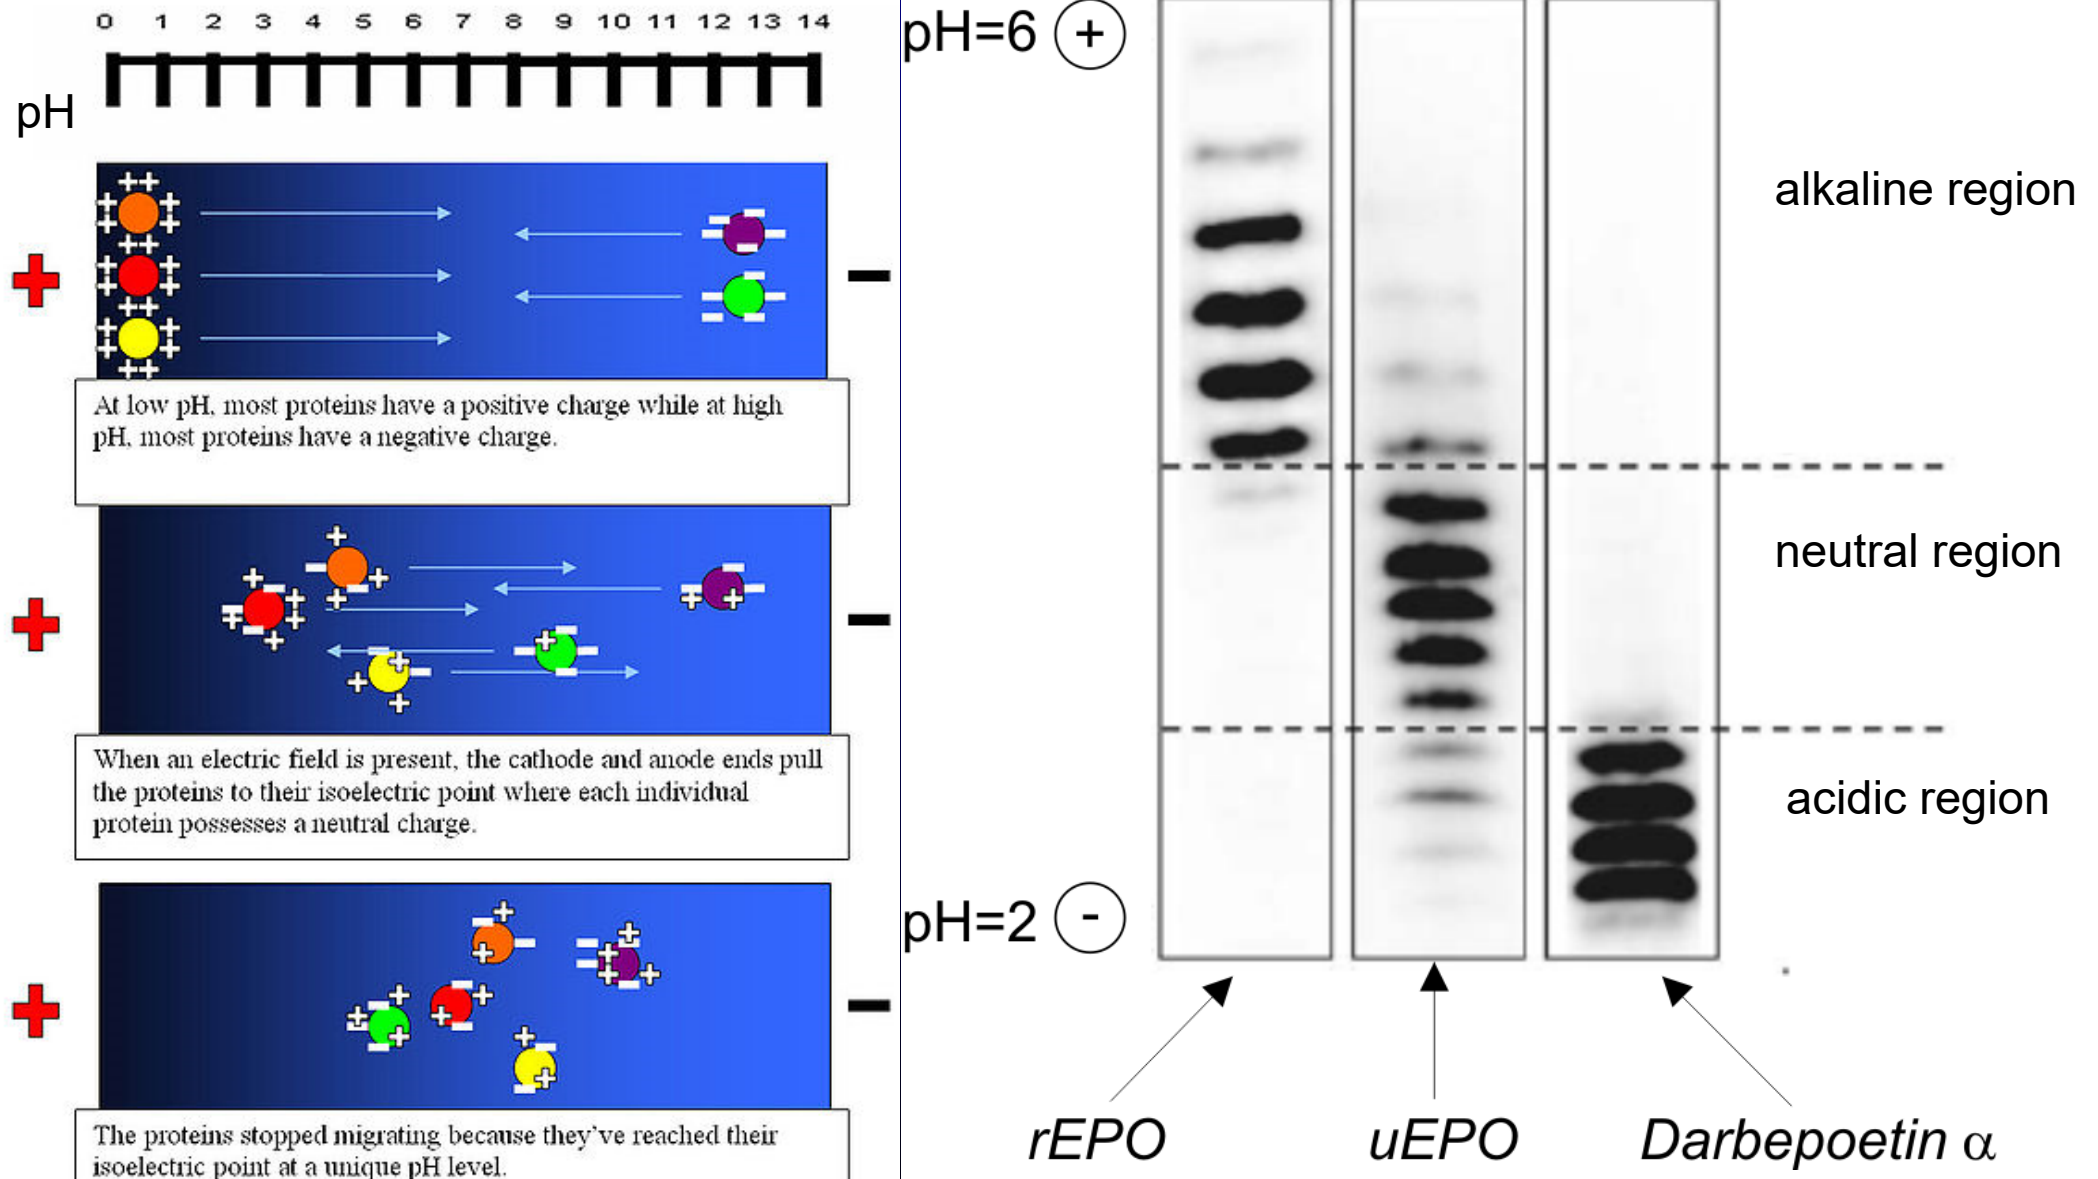 0 1 2 3 4 5 6 7 8 9 10 11 12 13 14
pH
At low pH, most proteins have a positive charge while at high
pH, most proteins have a negative charge.
When an electric field is present, the cathode and anode ends pull
the proteins to their isoelectric point where each individual
protein possesses a neutral charge.
The proteins stopped migrating because they've reached their
isoelectric point at a unique pH level.
pH=6 +
alkaline region
neutral region
acidic region
pH=2 -
rEPO uEPO Darbepoetin α